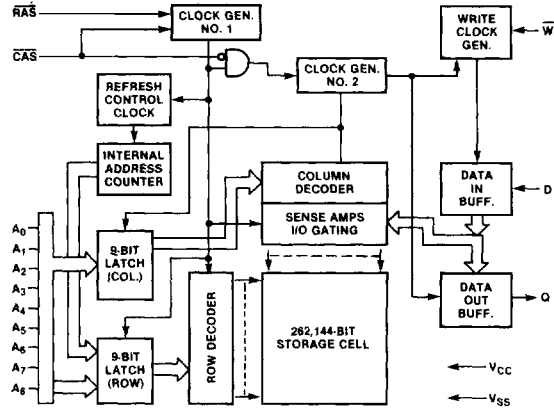 RAS
CLOCK GEN.
NO. 1
WRITE
CLOCK
GEN.
W
CAS
CLOCK GEN.
NO. 2
REFRESH
CONTROL
CLOCK
INTERNAL
ADDRESS
COUNTER
COLUMN
DECODER
SENSE AMPS
I/O GATING
DATA
IN
BUFF.
D
A0
A1
A2
A3
A4
A5
A6
A7
A8
9-BIT
LATCH
(COL.)
9-BIT
LATCH
(ROW)
ROW DECODER
262,144-BIT
STORAGE CELL
DATA
OUT
BUFF.
Q
VCC
VSS